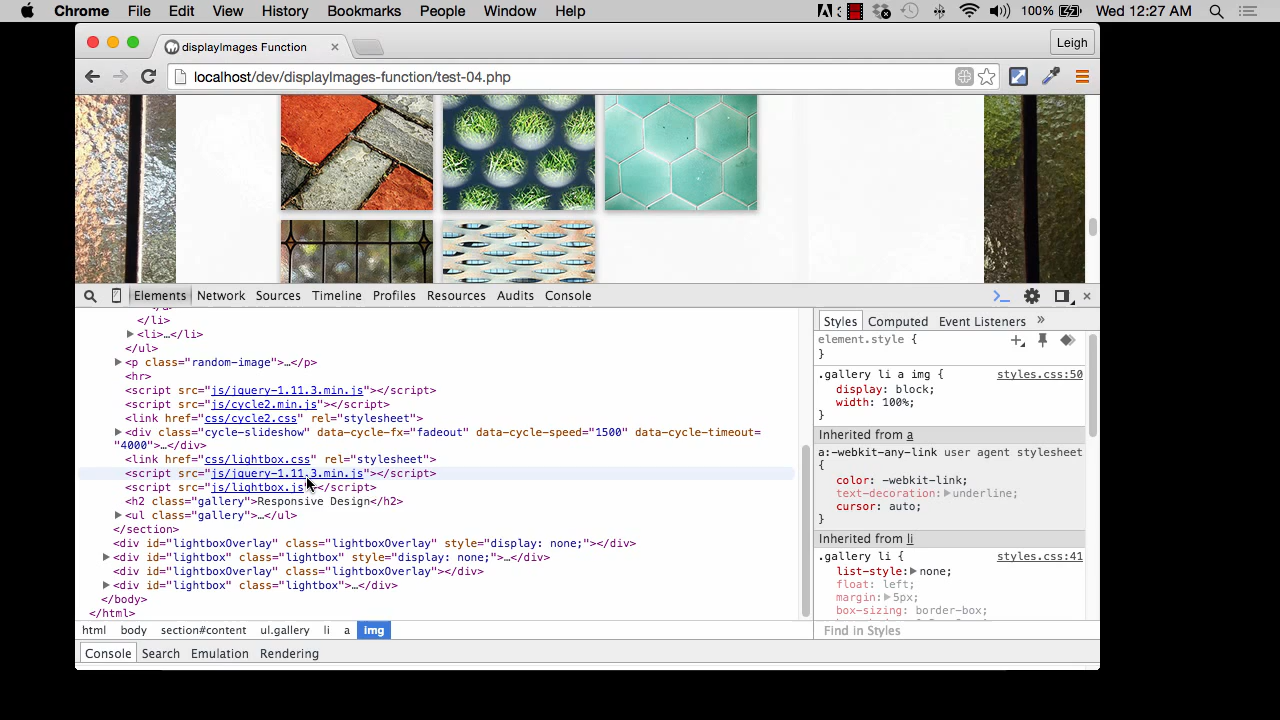 Chrome File Edit View History Bookmarks People Window Help 100% Wed 12:27 AM
displayImages Function
Leigh
localhost/dev/displayImages-function/test-04.php
Elements Network Sources Timeline Profiles Resources Audits Console
</li>
<li>…</li>
</ul>
<p class="random-image">…</p>
<hr>
<script src="js/jquery-1.11.3.min.js"></script>
<script src="js/cycle2.min.js"></script>
<link href="css/cycle2.css" rel="stylesheet">
<div class="cycle-slideshow" data-cycle-fx="fadeout" data-cycle-speed="1500" data-cycle-timeout=
"4000">…</div>
<link href="css/lightbox.css" rel="stylesheet">
<script src="js/jquery-1.11.3.min.js"></script>
<script src="js/lightbox.js"></script>
<h2 class="gallery">Responsive Design</h2>
<ul class="gallery">…</ul>
</section>
<div id="lightboxOverlay" class="lightboxOverlay" style="display: none;"></div>
<div id="lightbox" class="lightbox" style="display: none;">…</div>
<div id="lightboxOverlay" class="lightboxOverlay"></div>
<div id="lightbox" class="lightbox">…</div>
</body>
</html>
html body section#content ul.gallery li a img
Styles Computed Event Listeners »
element.style {
}
.gallery li a img { styles.css:50
display: block;
width: 100%;
}
Inherited from a
a:-webkit-any-link user agent stylesheet
{
color: -webkit-link;
text-decoration: underline;
cursor: auto;
}
Inherited from li
.gallery li { styles.css:41
list-style: none;
float: left;
margin: 5px;
box-sizing: border-box;
Find in Styles
Console Search Emulation Rendering